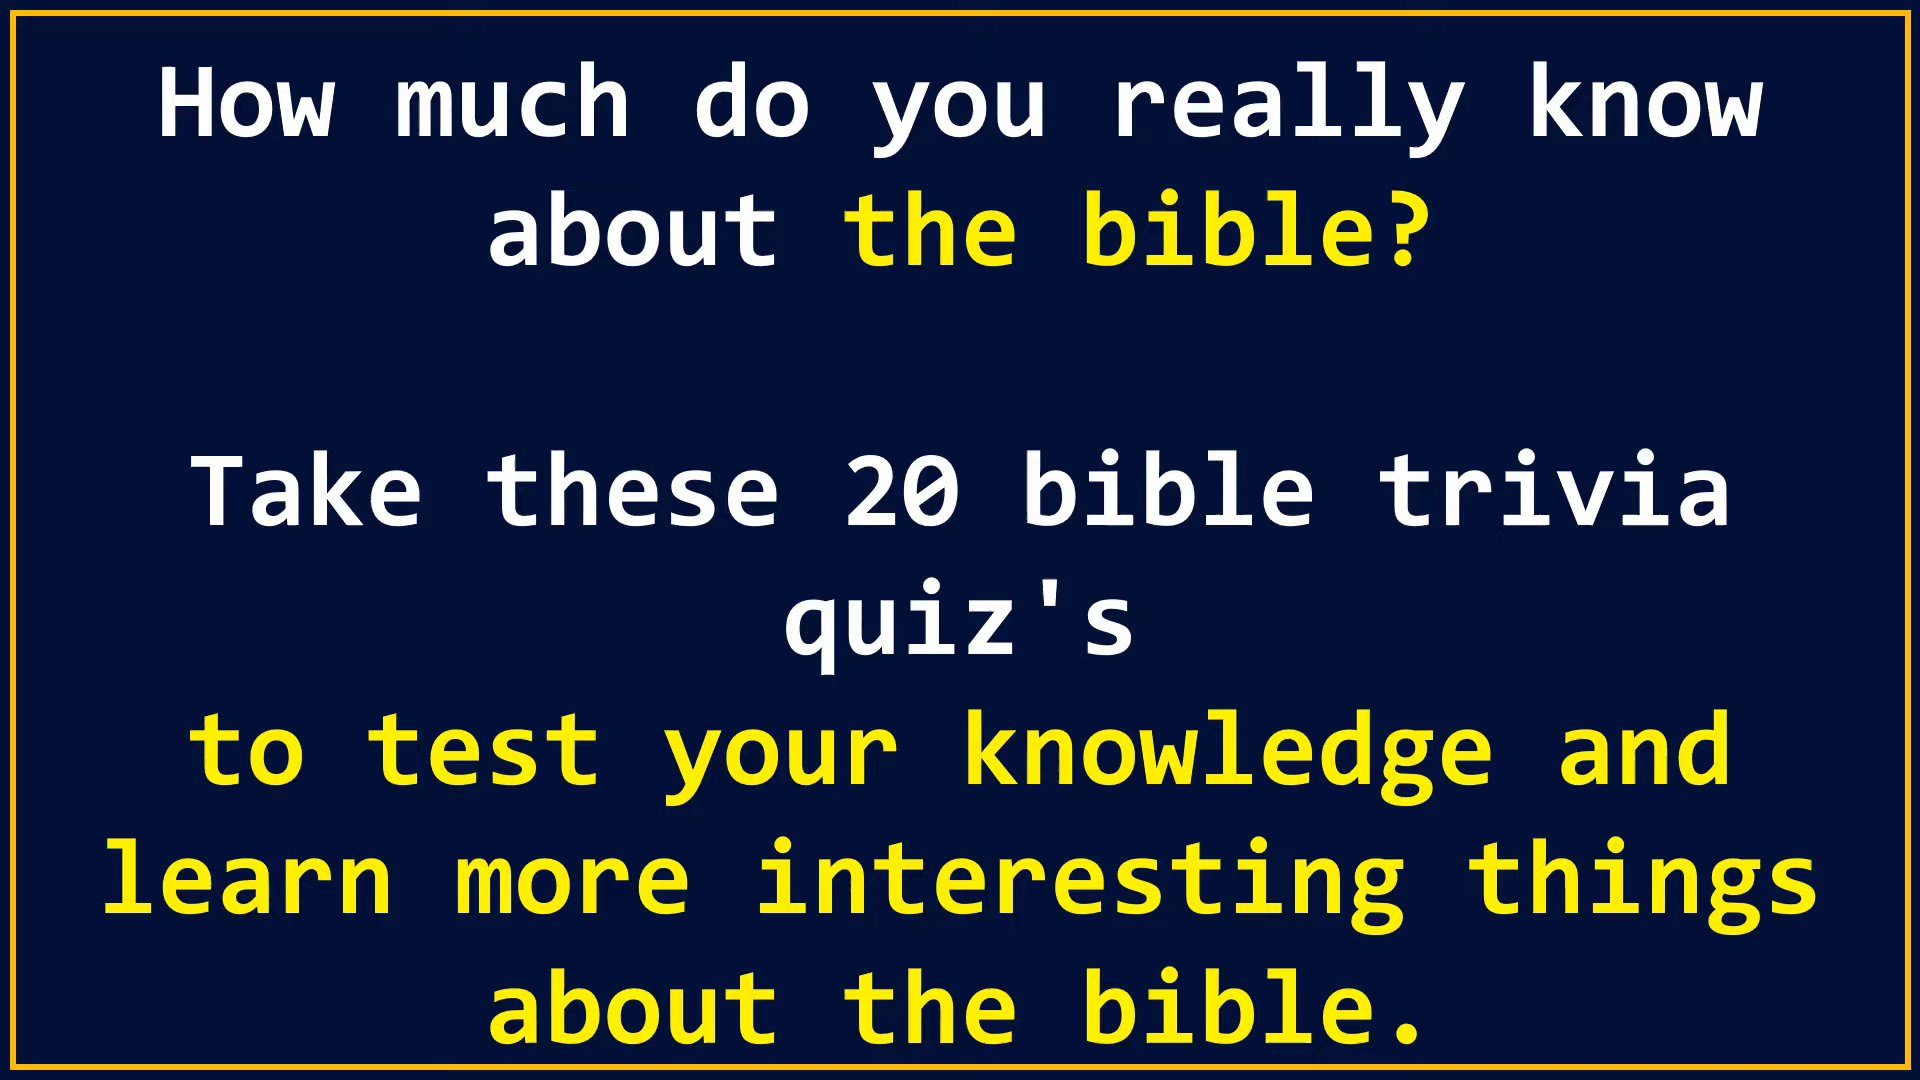 How much do you really know
about the bible?
Take these 20 bible trivia
quiz's
to test your knowledge and
learn more interesting things
about the bible.